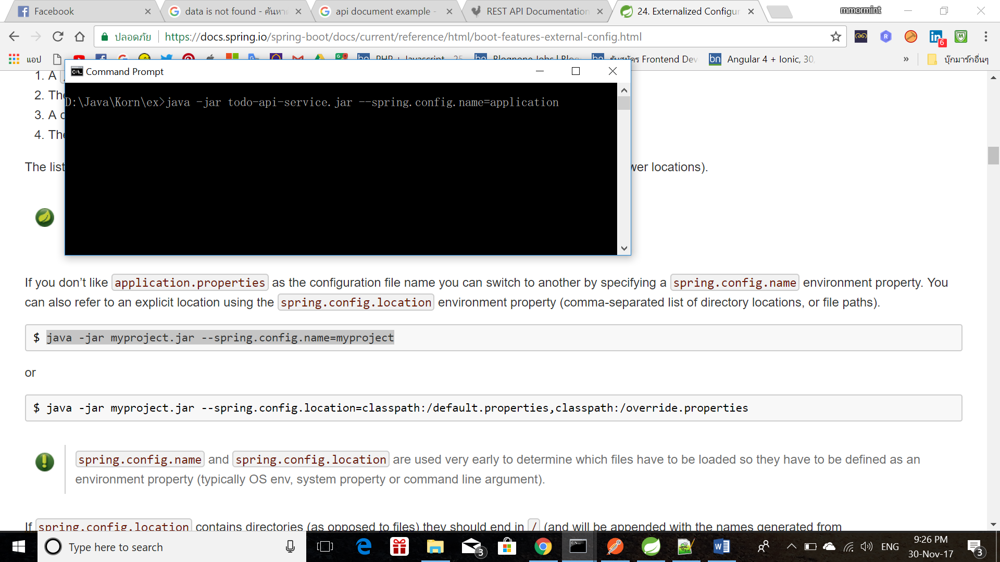 Facebook
data is not found - ค้นหาด
api document example -
REST API Documentation
24. Externalized Configur
mmormint
ปลอดภัย
https://docs.spring.io/spring-boot/docs/current/reference/html/boot-features-external-config.html
6
แอป
PHP + Javascript 25
Blognone Jobs | Blog
รับสมัคร Frontend Dev
bn Angular 4 + Ionic, 30
»
บุ๊กมาร์กอื่นๆ
Command Prompt
D:\Java\Korn\ex>java -jar todo-api-service.jar --spring.config.name=application
1. A
2. The
3. A c
4. The
The list
wer locations).
If you don’t like application.properties as the configuration file name you can switch to another by specifying a spring.config.name environment property. You
can also refer to an explicit location using the spring.config.location environment property (comma-separated list of directory locations, or file paths).
$ java -jar myproject.jar --spring.config.name=myproject
or
$ java -jar myproject.jar --spring.config.location=classpath:/default.properties,classpath:/override.properties
spring.config.name and spring.config.location are used very early to determine which files have to be loaded so they have to be defined as an
environment property (typically OS env, system property or command line argument).
If spring.config.location contains directories (as opposed to files) they should end in / (and will be appended with the names generated from
Type here to search
3
ENG
9:26 PM
30-Nov-17
3